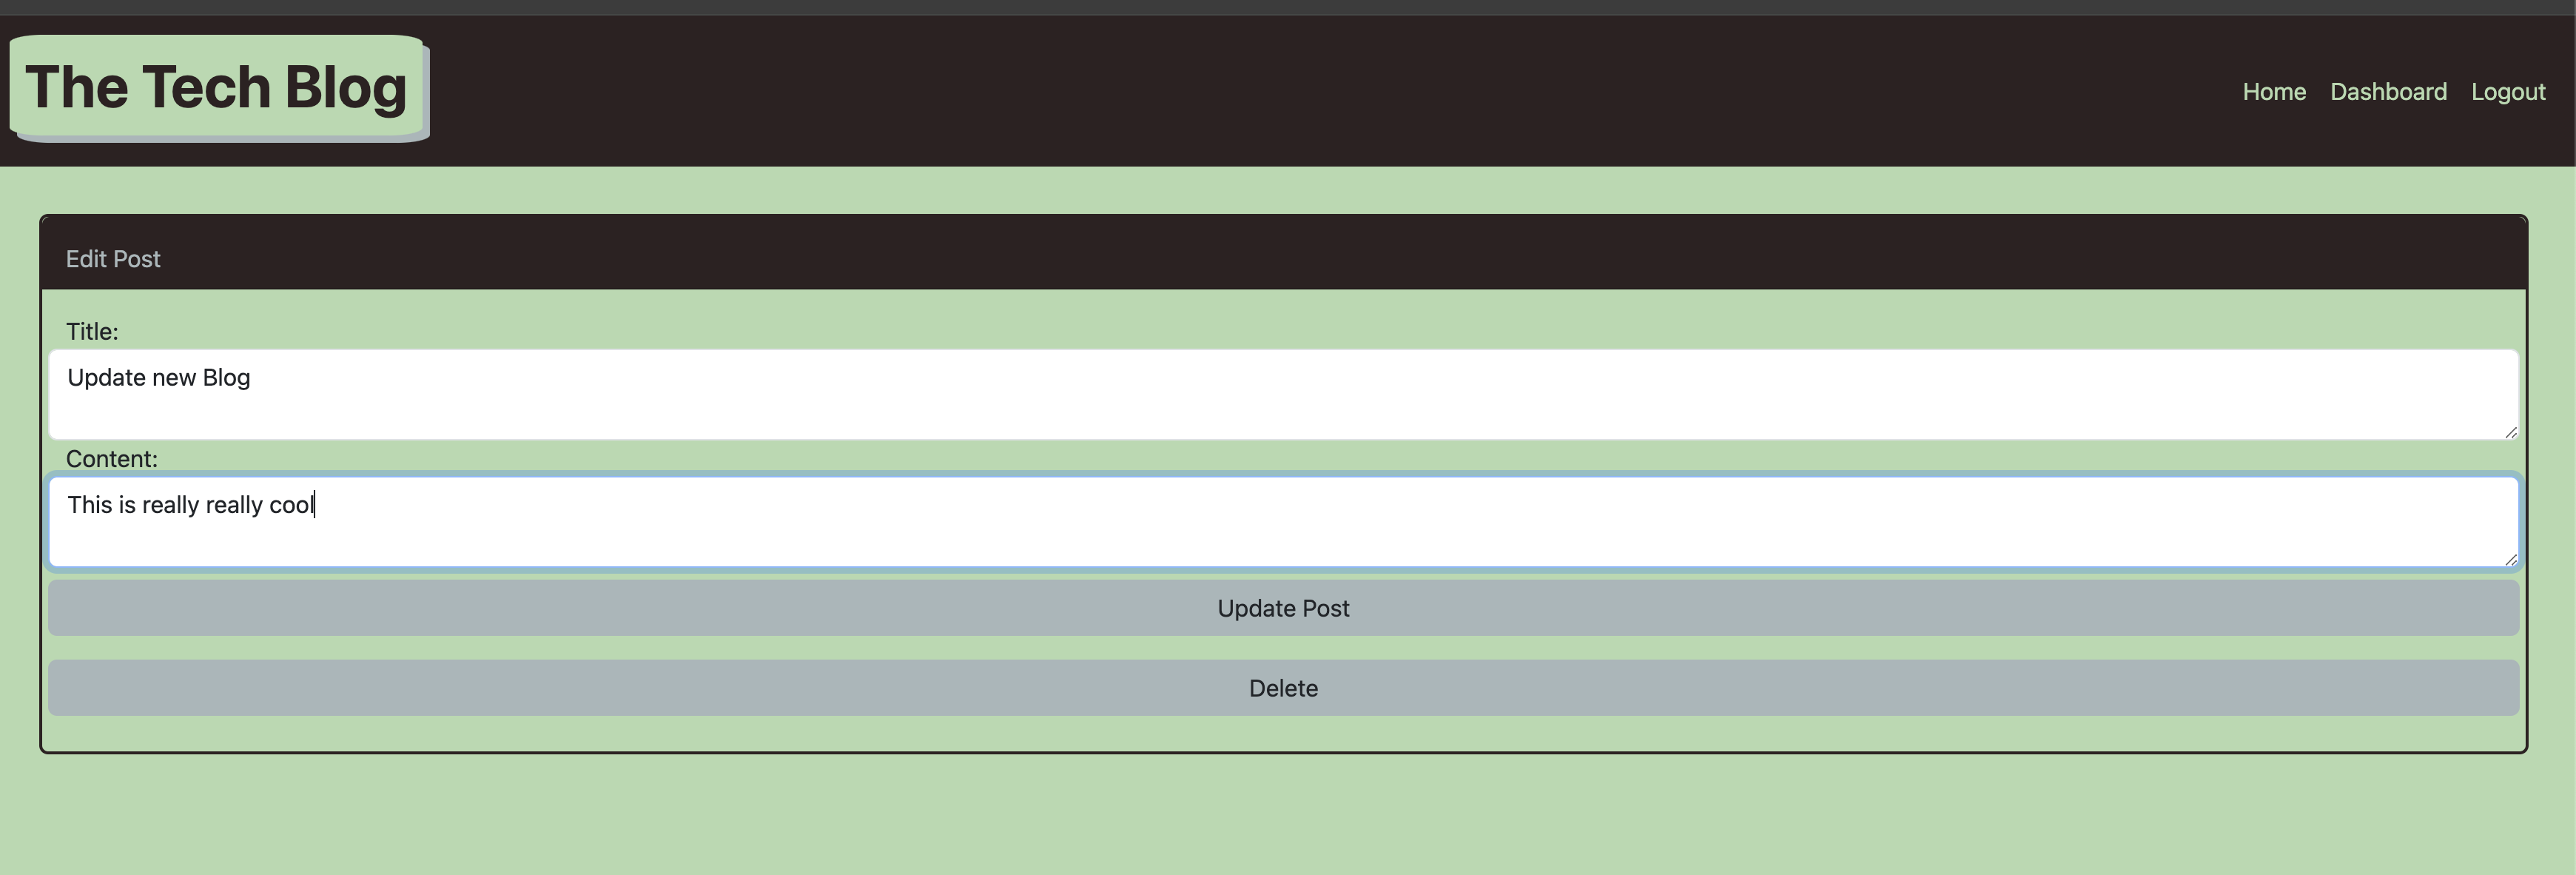 The Tech Blog
Home Dashboard Logout
Edit Post
Title:
Update new Blog
Content:
This is really really cool
Update Post
Delete